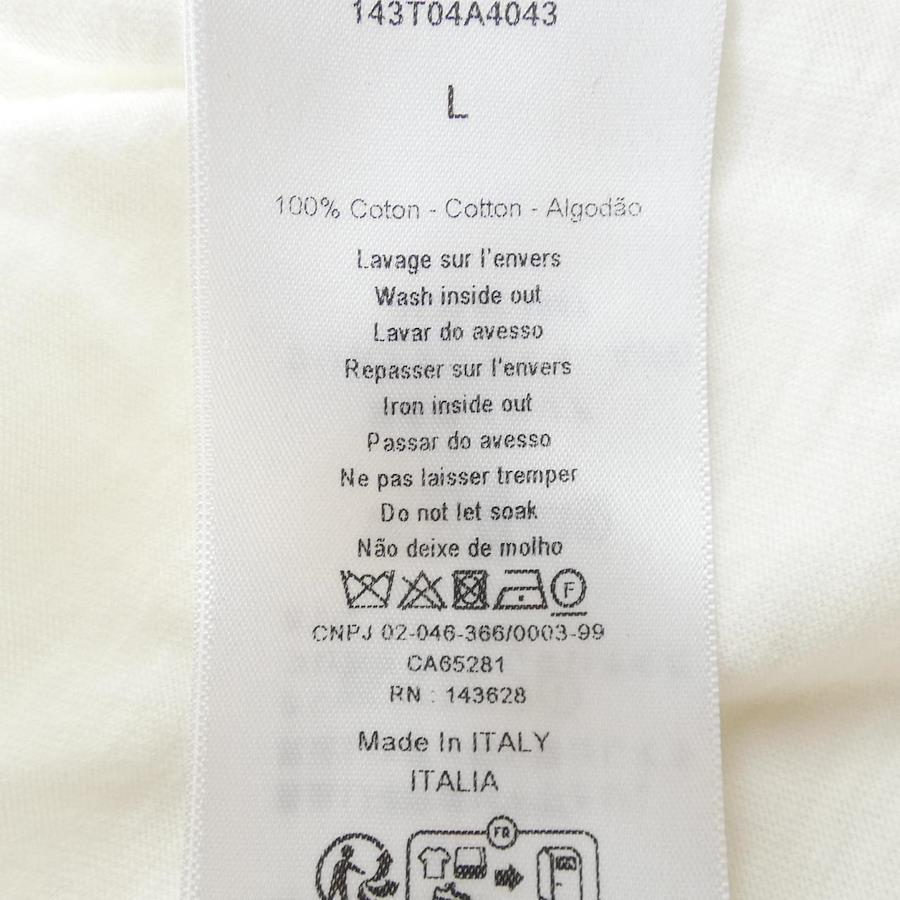 143T04A4043
L
100% Coton - Cotton - Algodão
Lavage sur l'envers
Wash inside out
Lavar do avesso
Repasser sur l'envers
Iron inside out
Passar do avesso
Ne pas laisser tremper
Do not let soak
Não deixe de molho
F
CNPJ 02-046-366/0003-99
CA65281
RN : 143628
Made In ITALY
ITALIA
FR